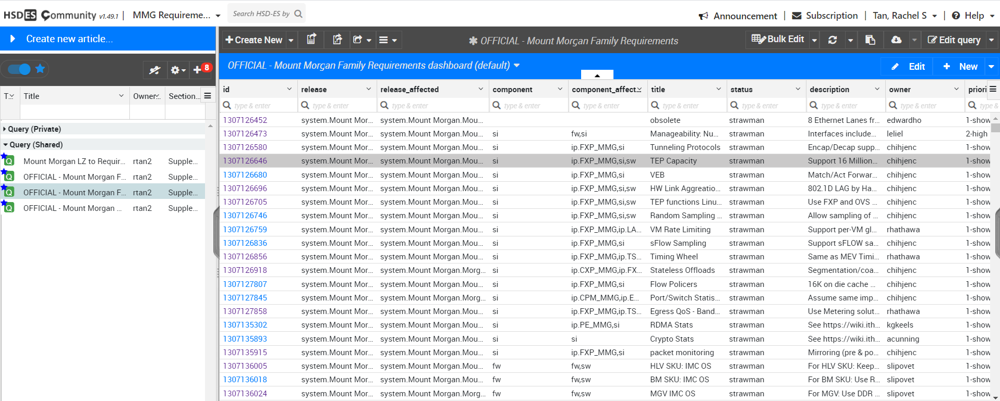 HSDES Community v1.49.1 | MMG Requireme... Search HSD-ES by Announcement | Subscription | Tan, Rachel S | Help
Create new article...
Create New OFFICIAL - Mount Morgan Family Requirements Bulk Edit Edit query
OFFICIAL - Mount Morgan Family Requirements dashboard (default) Edit New
8
T... Title Owner... Section...
Query (Private)
Query (Shared)
Mount Morgan LZ to Requir... rtan2 Supple...
OFFICIAL - Mount Morgan F... rtan2 Supple...
OFFICIAL - Mount Morgan F... rtan2 Supple...
OFFICIAL - Mount Morgan ... rtan2 Supple...
id release release_affected component component_affect... title status description owner priori
type & enter type & enter type & enter type & enter type & enter type & enter type & enter type & enter type & enter type &
1307126452 system.Mount Mor... system.Mount Morgan.Mou... obsolete strawman 8 Ethernet Lanes fr... edwardho 1-show
1307126473 system.Mount Mor... system.Mount Morgan.Mou... si fw,si Manageability: Nu... strawman Interfaces include... leliel 2-high
1307126580 system.Mount Mor... system.Mount Morgan.Mou... si ip.FXP_MMG,si Tunneling Protocols strawman Encap/Decap supp... chihjenc 1-show
1307126646 system.Mount Mor... system.Mount Morgan.Mou... si ip.FXP_MMG,si,sw TEP Capacity strawman Support 16 Million... chihjenc 1-show
1307126680 system.Mount Mor... system.Mount Morgan.Mou... si ip.FXP_MMG,si VEB strawman Match/Act Forwar... chihjenc 1-show
1307126696 system.Mount Mor... system.Mount Morgan.Mou... si ip.FXP_MMG,si,sw HW Link Aggreatio... strawman 802.1D LAG by Ha... chihjenc 1-show
1307126705 system.Mount Mor... system.Mount Morgan.Mou... si ip.FXP_MMG,si,sw TEP functions Linu... strawman Use FXP and OVS ... chihjenc 1-show
1307126746 system.Mount Mor... system.Mount Morgan.Mou... si ip.FXP_MMG,si,sw Random Sampling ... strawman Allow sampling of ... chihjenc 1-show
1307126759 system.Mount Mor... system.Mount Morgan.Mou... si ip.FXP_MMG,ip.LA... VM Rate Limiting strawman Support per-VM gl... rhathawa 1-show
1307126836 system.Mount Mor... system.Mount Morgan.Mou... si ip.FXP_MMG,si sFlow Sampling strawman Support sFLOW sa... chihjenc 1-show
1307126856 system.Mount Mor... system.Mount Morgan.Mou... si ip.FXP_MMG,ip.TS... Timing Wheel strawman Same as MEV Timi... rhathawa 1-show
1307126918 system.Mount Mor... system.Mount Morgan.Morg... si ip.CXP_MMG,ip.FX... Stateless Offloads strawman Segmentation/coa... chihjenc 1-show
1307127807 system.Mount Mor... system.Mount Morgan.Mou... si ip.FXP_MMG,si Flow Policers strawman 16K on die cache ... chihjenc 1-show
1307127845 system.Mount Mor... system.Mount Morgan.Morg... si ip.CPM_MMG,ip.E... Port/Switch Statis... strawman Assume same imp... chihjenc 1-show
1307127858 system.Mount Mor... system.Mount Morgan.Mou... si ip.FXP_MMG,ip.TS... Egress QoS - Band... strawman Use Metering solut... rhathawa 1-show
1307135302 system.Mount Mor... system.Mount Morgan.Mou... si ip.PE_MMG,si RDMA Stats strawman See https://wiki.ith... kgkeels 1-show
1307135893 system.Mount Mor... system.Mount Morgan.Mou... si si Crypto Stats strawman See https://wiki.ith... acunning 1-show
1307135915 system.Mount Mor... system.Mount Morgan.Mou... si ip.FXP_MMG,si packet monitoring strawman Mirroring (pre & po... chihjenc 1-show
1307136005 system.Mount Mor... system.Mount Morgan.Mou... fw fw,sw HLV SKU: IMC OS strawman For HLV SKU: Keep... slipovet 1-show
1307136018 system.Mount Mor... system.Mount Morgan.Mou... fw fw,sw BM SKU: IMC OS strawman For BM SKU: Use R... slipovet 1-show
1307136024 system.Mount Mor... system.Mount Morgan.Morg... fw fw,sw MGV IMC OS strawman For MGV: Use DDR ... slipovet 1-show